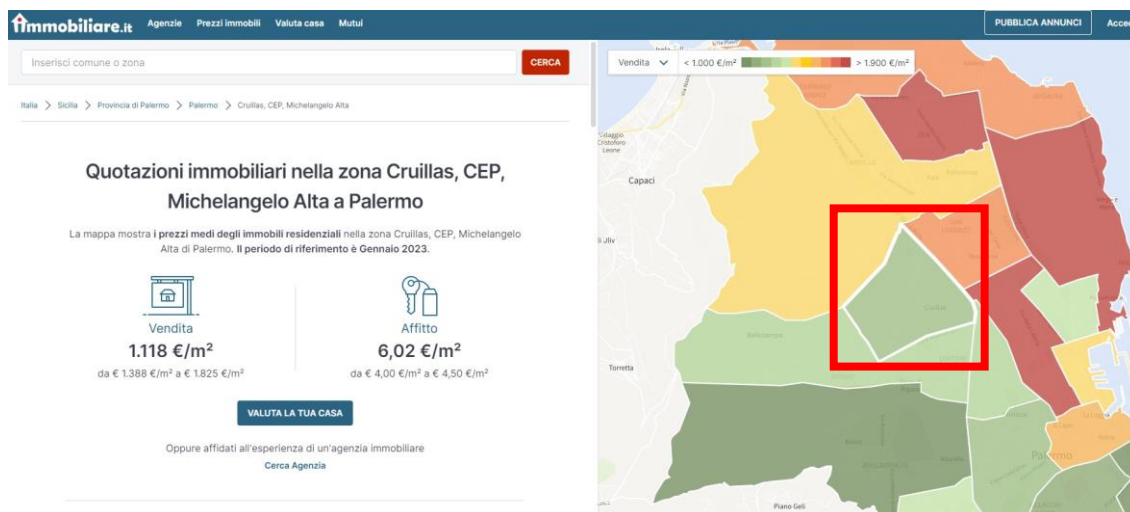 immobiliare.it Agenzie Prezzi immobili Valuta casa Mutui PUBBLICA ANNUNCI
Inserisci comune o zona CERCA
Italia > Sicilia > Provincia di Palermo > Palermo > Cruillas, CEP, Michelangelo Alta
Quotazioni immobiliari nella zona Cruillas, CEP,
Michelangelo Alta a Palermo
La mappa mostra i prezzi medi degli immobili residenziali nella zona Cruillas, CEP, Michelangelo
Alta di Palermo. Il periodo di riferimento è Gennaio 2023.
Vendita
1.118 €/m²
da € 1.388 €/m² a € 1.825 €/m²
Affitto
6,02 €/m²
da € 4,00 €/m² a € 4,50 €/m²
VALUTA LA TUA CASA
Oppure affidati all'esperienza di un'agenzia immobiliare
Cerca Agenzia
Vendita < 1.000 €/m² > 1.900 €/m²
Capaci
Cruillas
Torretta
Palermo
Piano Geli